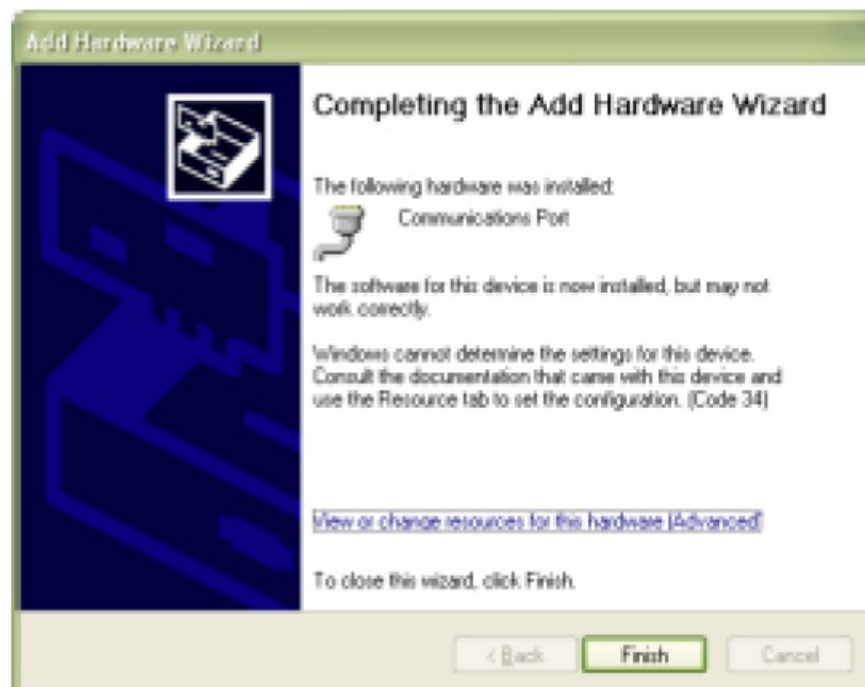 Add Hardware Wizard
Completing the Add Hardware Wizard
The following hardware was installed:
Communications Port
The software for this device is now installed, but may not
work correctly.
Windows cannot determine the settings for this device.
Consult the documentation that came with this device and
use the Resource tab to set the configuration. (Code 34)
View or change resources for this hardware (Advanced)
To close this wizard, click Finish.
< Back
Finish
Cancel